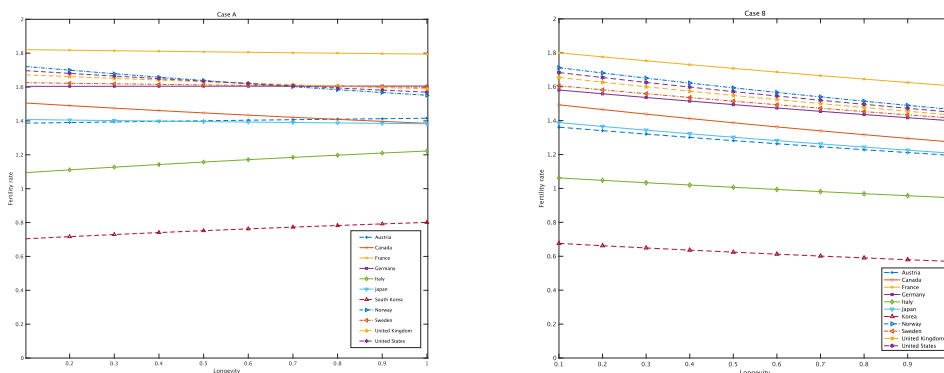 Case A
2
1.8
1.6
1.4
1.2
1
0.8
0.6
0.4
0.2
0
Fertility rate
0.2 0.3 0.4 0.5 0.6 0.7 0.8 0.9 1
Longevity
Austria
Canada
France
Germany
Italy
Japan
South Korea
Norway
Sweden
United Kingdom
United States
Case B
2
1.8
1.6
1.4
1.2
1
0.8
0.6
0.4
0.2
0
Fertility rate
0.1 0.2 0.3 0.4 0.5 0.6 0.7 0.8 0.9
Longevity
Austria
Canada
France
Germany
Italy
Japan
Korea
Norway
Sweden
United Kingdom
United States